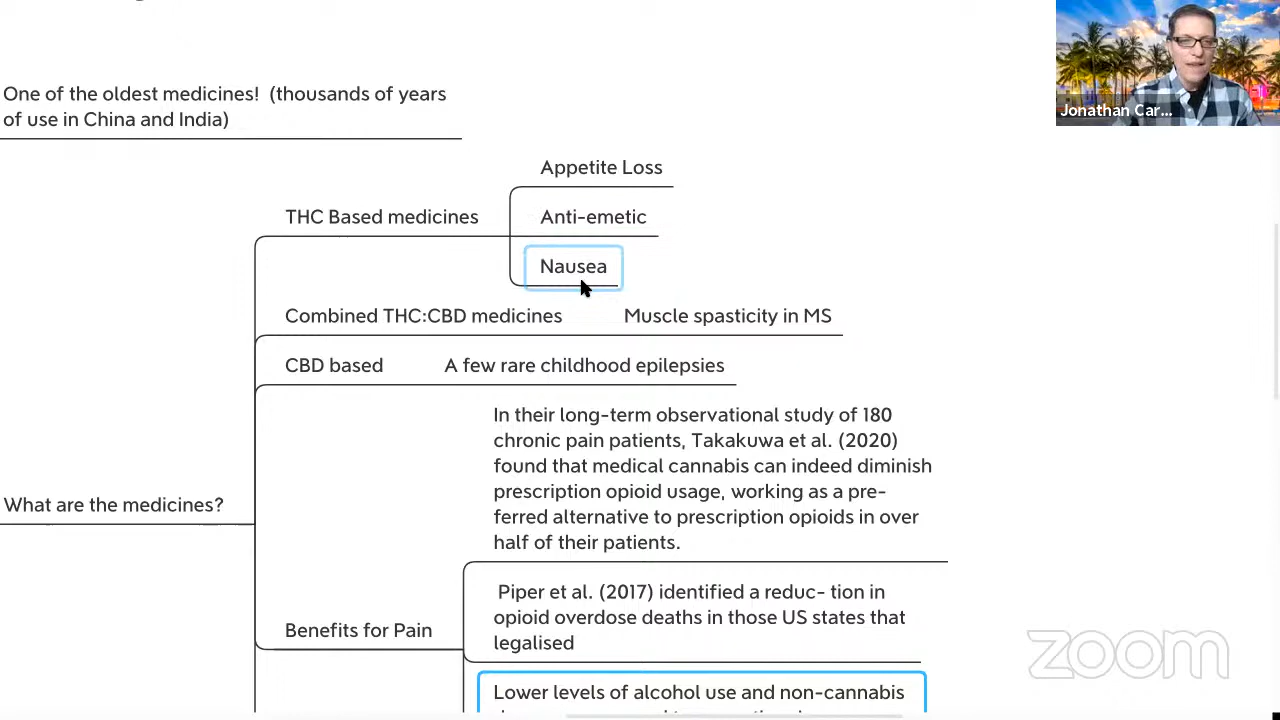 One of the oldest medicines! (thousands of years
of use in China and India)
Jonathan Car...
Appetite Loss
THC Based medicines
Anti-emetic
Nausea
Combined THC:CBD medicines
Muscle spasticity in MS
CBD based
A few rare childhood epilepsies
In their long-term observational study of 180
chronic pain patients, Takakuwa et al. (2020)
found that medical cannabis can indeed diminish
prescription opioid usage, working as a pre-
ferred alternative to prescription opioids in over
half of their patients.
What are the medicines?
Piper et al. (2017) identified a reduc- tion in
opioid overdose deaths in those US states that
legalised
Benefits for Pain
Lower levels of alcohol use and non-cannabis
zoom